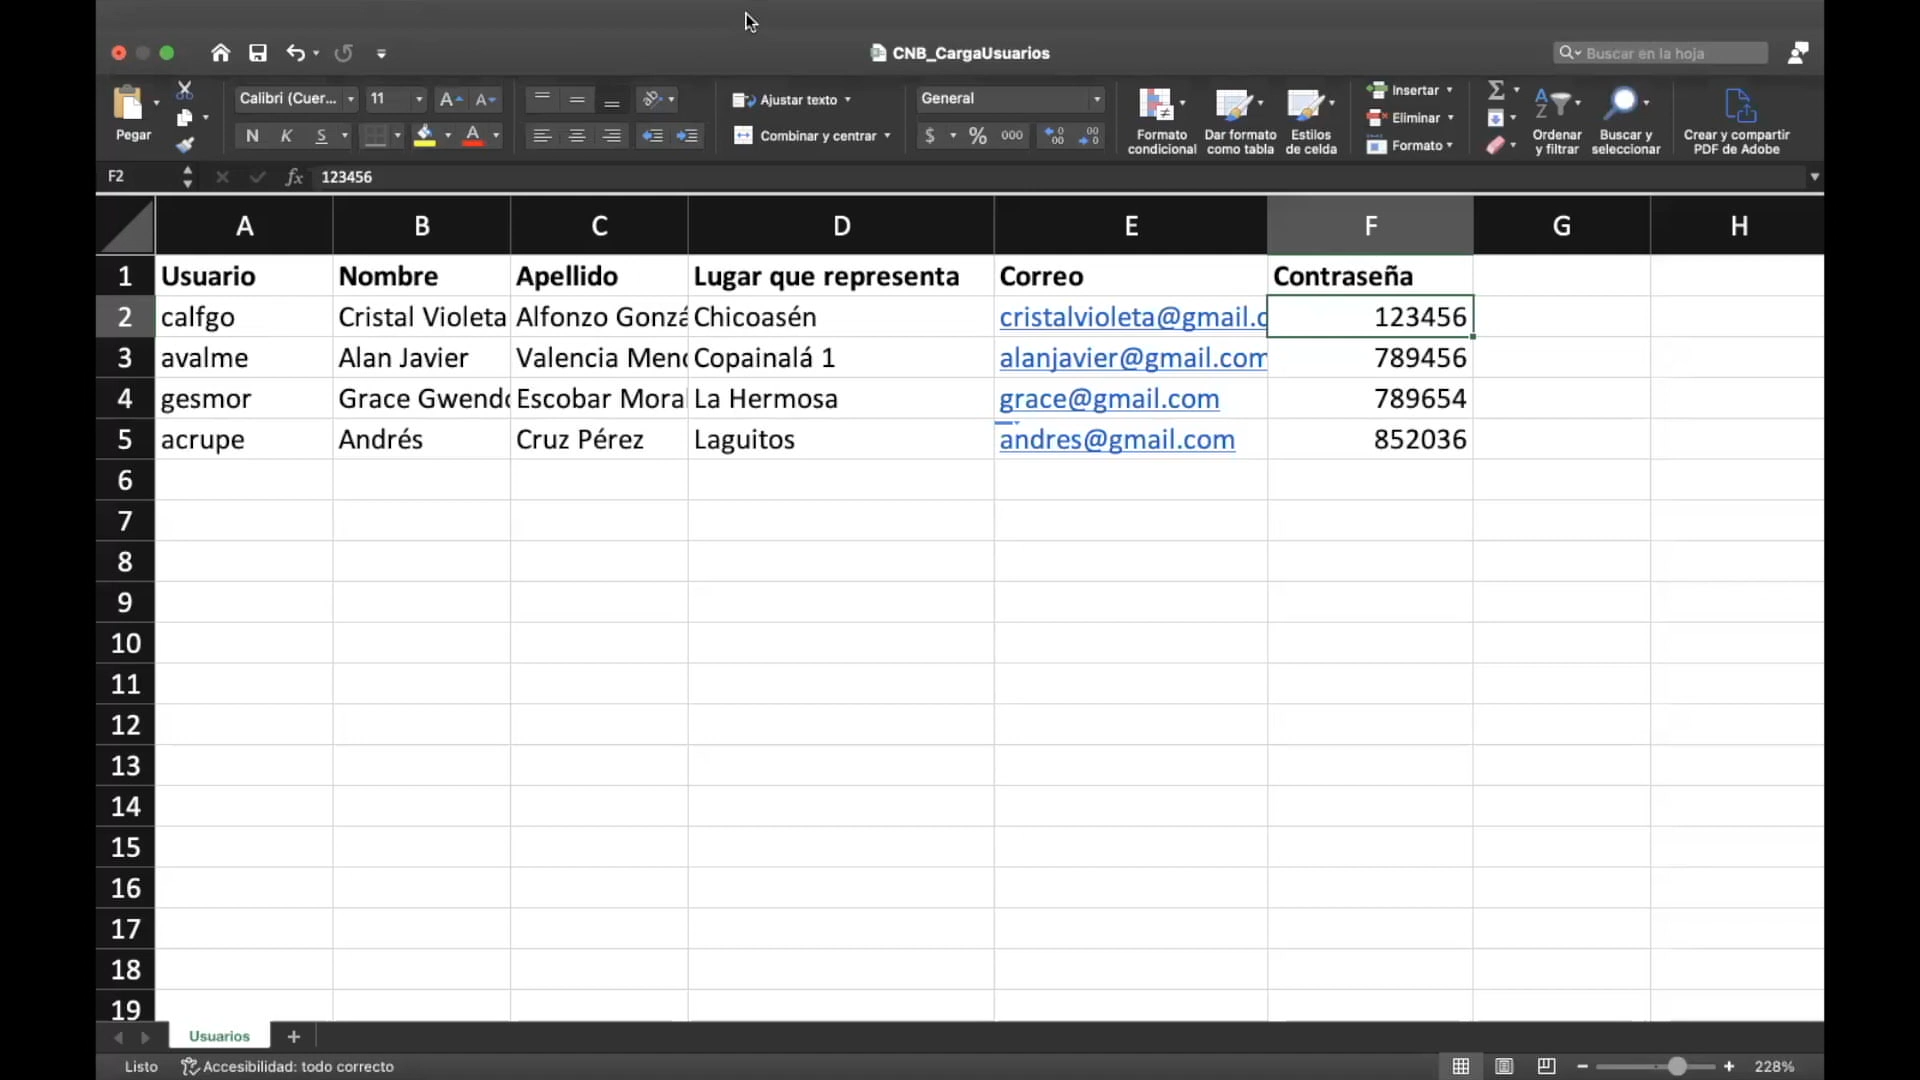 CNB_CargaUsuarios
Buscar en la hoja
Pegar
Calibri (Cuer...
11
A
A
N K S
A
ab
Ajustar texto
Combinar y centrar
General
$ % 000
Formato condicional
Dar formato como tabla
Estilos de celda
Insertar
Eliminar
Formato
Ordenar y filtrar
Buscar y seleccionar
Crear y compartir PDF de Adobe
F2
fx 123456
A B C D E F G H
1 Usuario Nombre Apellido Lugar que representa Correo Contraseña
2 calfgo Cristal Violeta Alfonzo Gonzá Chicoasén cristalvioleta@gmail.c 123456
3 avalme Alan Javier Valencia Men Copainalá 1 alanjavier@gmail.com 789456
4 gesmor Grace Gwend Escobar Mora La Hermosa grace@gmail.com 789654
5 acrupe Andrés Cruz Pérez Laguitos andres@gmail.com 852036
6
7
8
9
10
11
12
13
14
15
16
17
18
19
Usuarios
Listo
Accesibilidad: todo correcto
228%